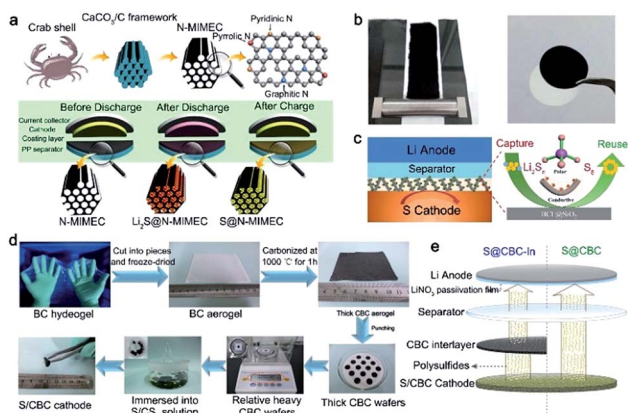 a
Crab shell
CaCO₃/C framework
N-MIMEC
Pyrrolic N
Pyridinic N
Graphitic N
Before Discharge
After Discharge
After Charge
Current collector
Cathode
Coating layer
PP separator
N-MIMEC
Li₂S@N-MIMEC
S@N-MIMEC
b
c
Li Anode
Separator
S Cathode
Capture
Reuse
Li₂Sₙ
Polar
S₈
Conductive
d
BC hydeogel
Cut into pieces
and freeze-dried
BC aerogel
Carbonized at
1000 ℃ for 1h
Thick CBC aerogel
Punching
Thick CBC wafers
Relative heavy
CBC wafers
Immersed into
S/CS₂ solution
S/CBC cathode
e
S@CBC-In
S@CBC
Li Anode
LiNO₃ passivation film
Separator
CBC interlayer
Polysulfides
S/CBC Cathode